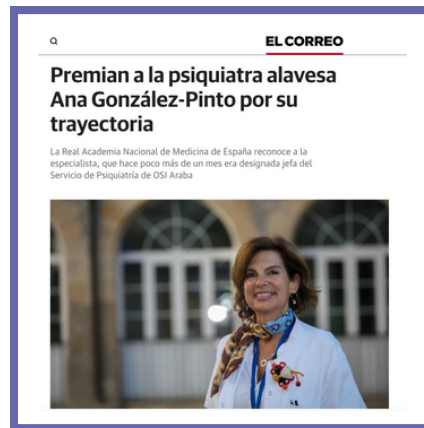 EL CORREO
Premian a la psiquiatra alavesa
Ana González-Pinto por su
trayectoria
La Real Academia Nacional de Medicina de España reconoce a la
especialista, que hace poco más de un mes era designada jefa del
Servicio de Psiquiatría de OSI Araba